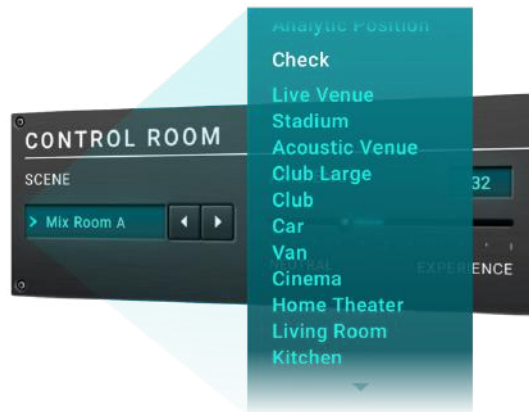 Analytic Position
Check
Live Venue
Stadium
Acoustic Venue
Club Large
Club
Car
Van
Cinema
Home Theater
Living Room
Kitchen
CONTROL ROOM
SCENE
> Mix Room A
32
NEUTRAL
EXPERIENCE